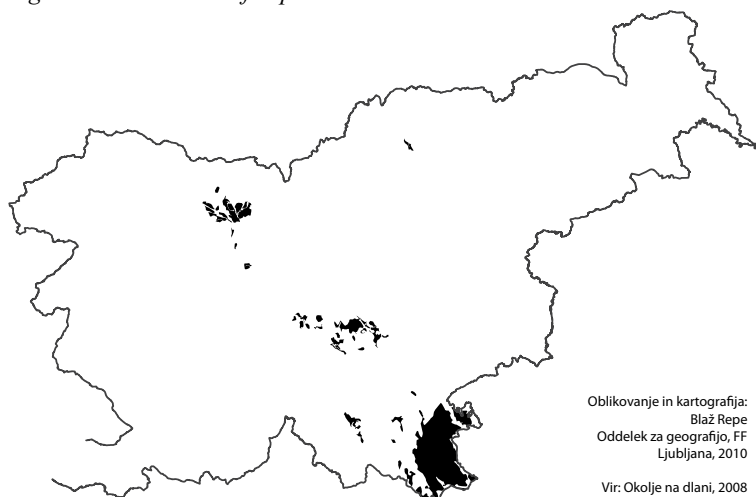 Oblikovanje in kartografija:
Blaž Repe
Oddelek za geografijo, FF
Ljubljana, 2010
Vir: Okolje na dlani, 2008